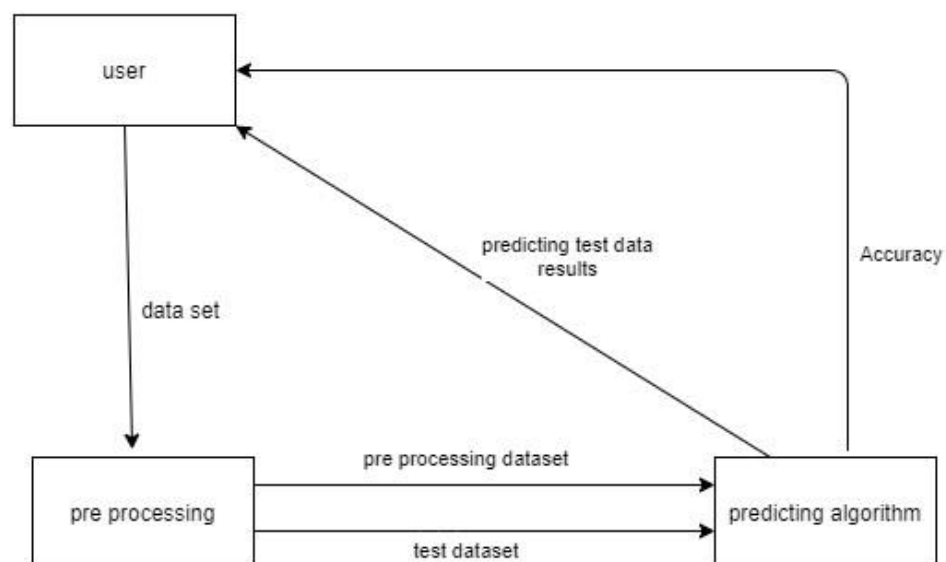 user
predicting test data
results
Accuracy
data set
pre processing dataset
pre processing
predicting algorithm
test dataset